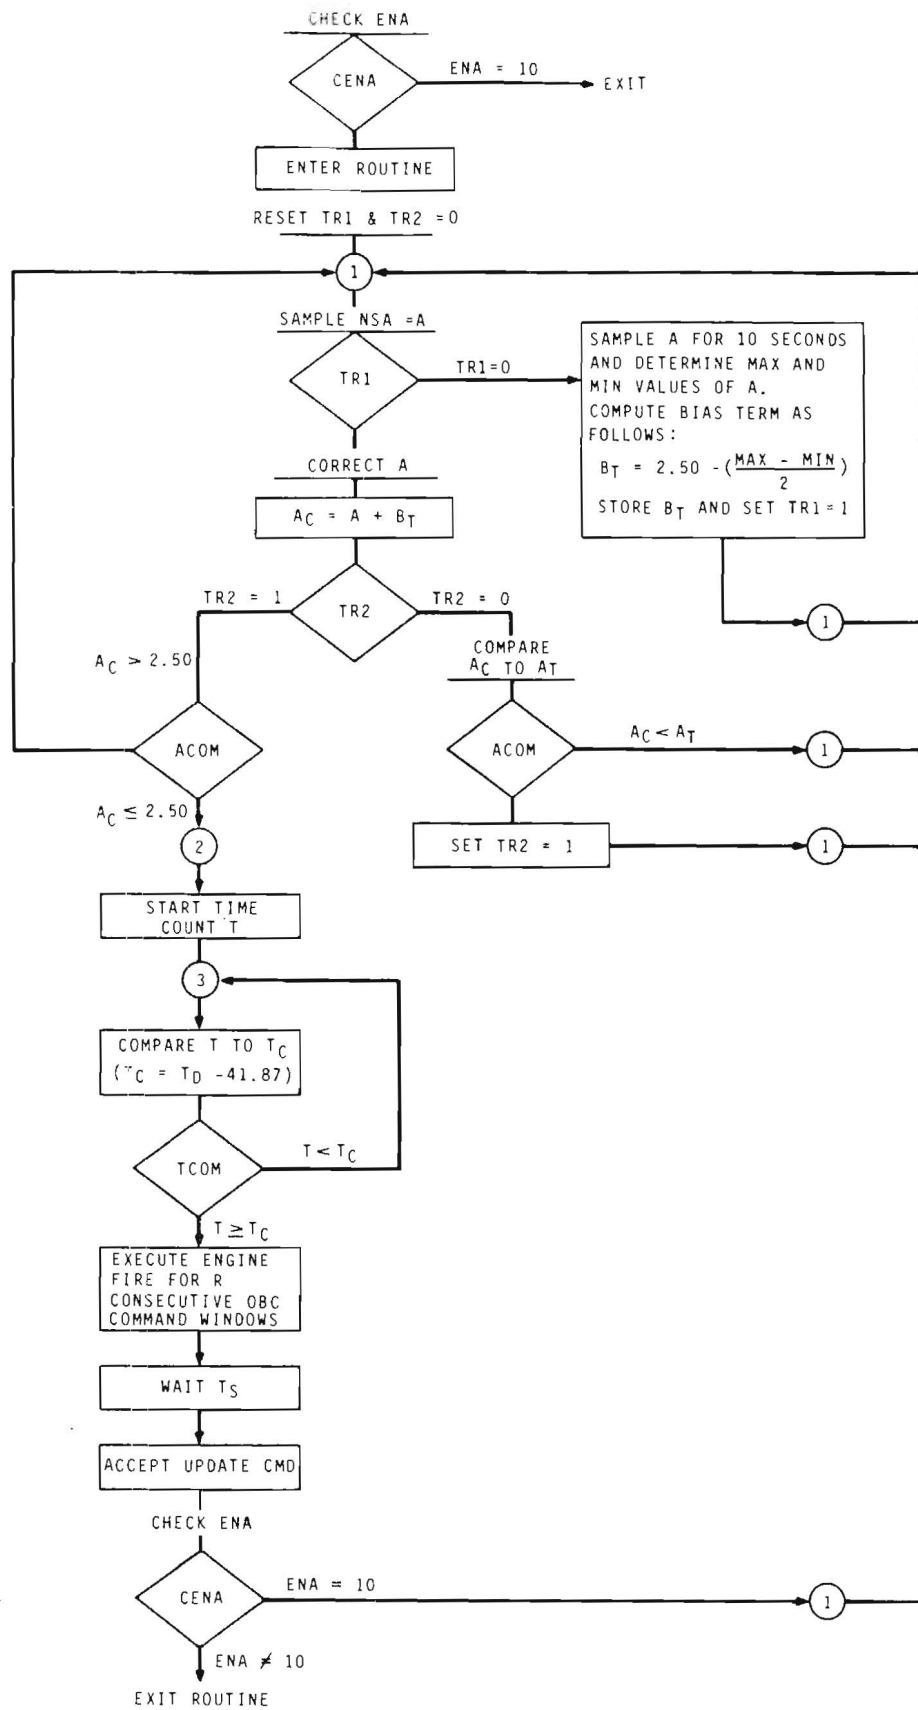 CHECK ENA
CENA
ENA = 10
EXIT
ENTER ROUTINE
RESET TR1 & TR2 =0
1
SAMPLE NSA =A
TR1
TR1=0
SAMPLE A FOR 10 SECONDS
AND DETERMINE MAX AND
MIN VALUES OF A.
COMPUTE BIAS TERM AS
FOLLOWS:
B_T = 2.50 -(MAX - MIN / 2)
STORE B_T AND SET TR1=1
CORRECT A
A_C = A + B_T
TR2 = 1
TR2
TR2 = 0
1
COMPARE
A_C TO A_T
A_C > 2.50
ACOM
ACOM
A_C < A_T
1
A_C ≤ 2.50
2
SET TR2 = 1
1
START TIME
COUNT T
3
COMPARE T TO T_C
(T_C = T_D -41.87)
TCOM
T < T_C
T ≥ T_C
EXECUTE ENGINE
FIRE FOR R
CONSECUTIVE OBC
COMMAND WINDOWS
WAIT T_S
ACCEPT UPDATE CMD
CHECK ENA
CENA
ENA = 10
1
ENA ≠ 10
EXIT ROUTINE